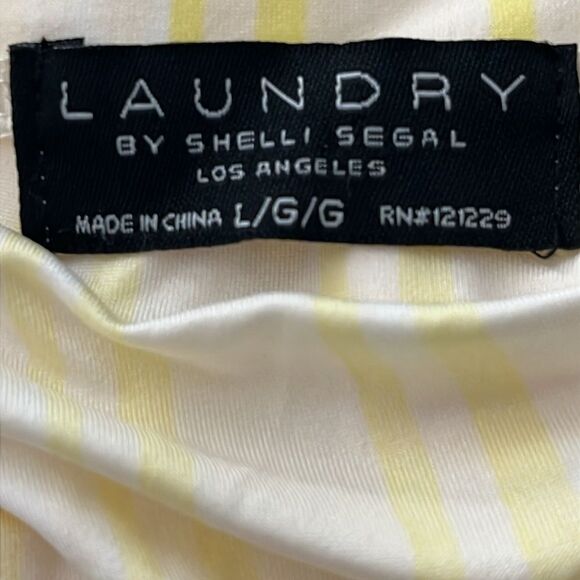 LAUNDRY
BY SHELLI SEGAL
LOS ANGELES
MADE IN CHINA L/G/G RN#121229